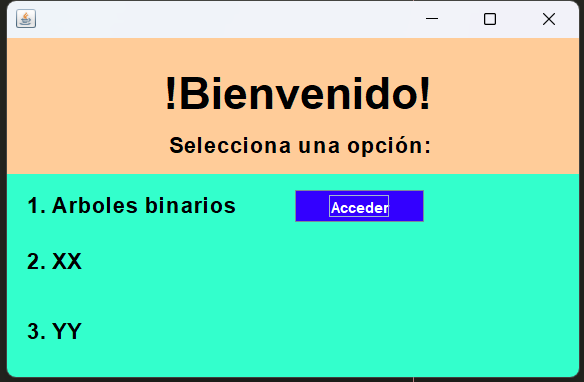 !Bienvenido!
Selecciona una opción:
1. Arboles binarios
Acceder
2. XX
3. YY